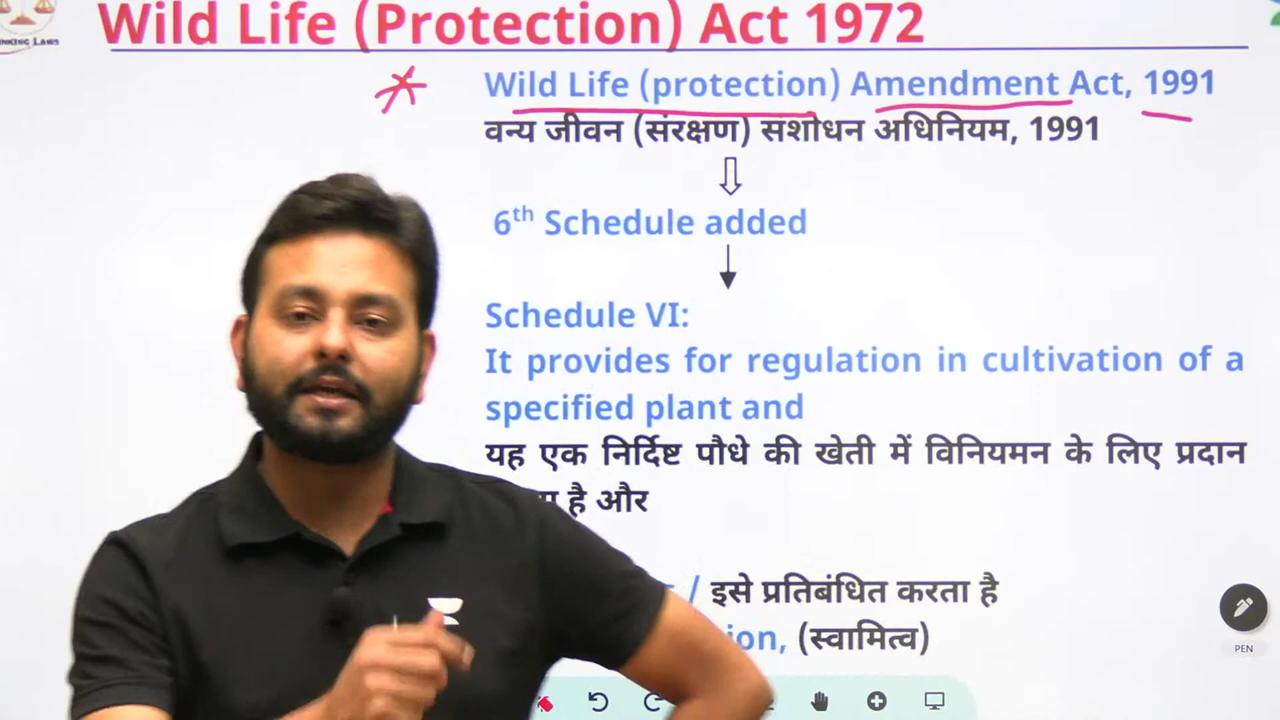 Wild Life (Protection) Act 1972
Wild Life (protection) Amendment Act, 1991
वन्य जीवन (संरक्षण) संशोधन अधिनियम, 1991
6th Schedule added
Schedule VI:
It provides for regulation in cultivation of a
specified plant and
यह एक निर्दिष्ट पौधे की खेती में विनियमन के लिए प्रदान
है और
/ इसे प्रतिबंधित करता है
(स्वामित्व)
PEN